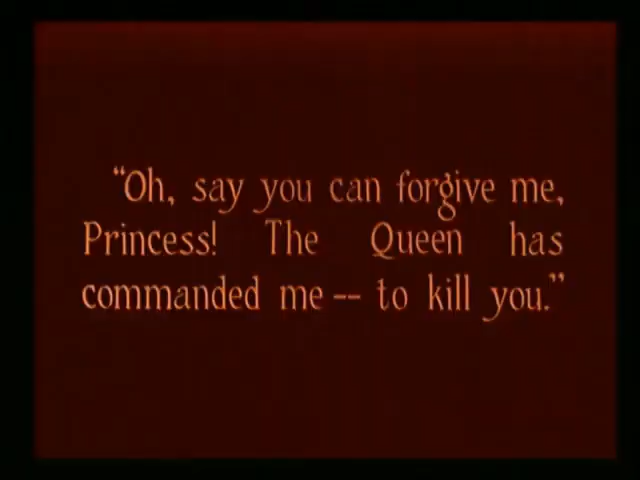 “Oh, say you can forgive me,
Princess! The Queen has
commanded me -- to kill you.”